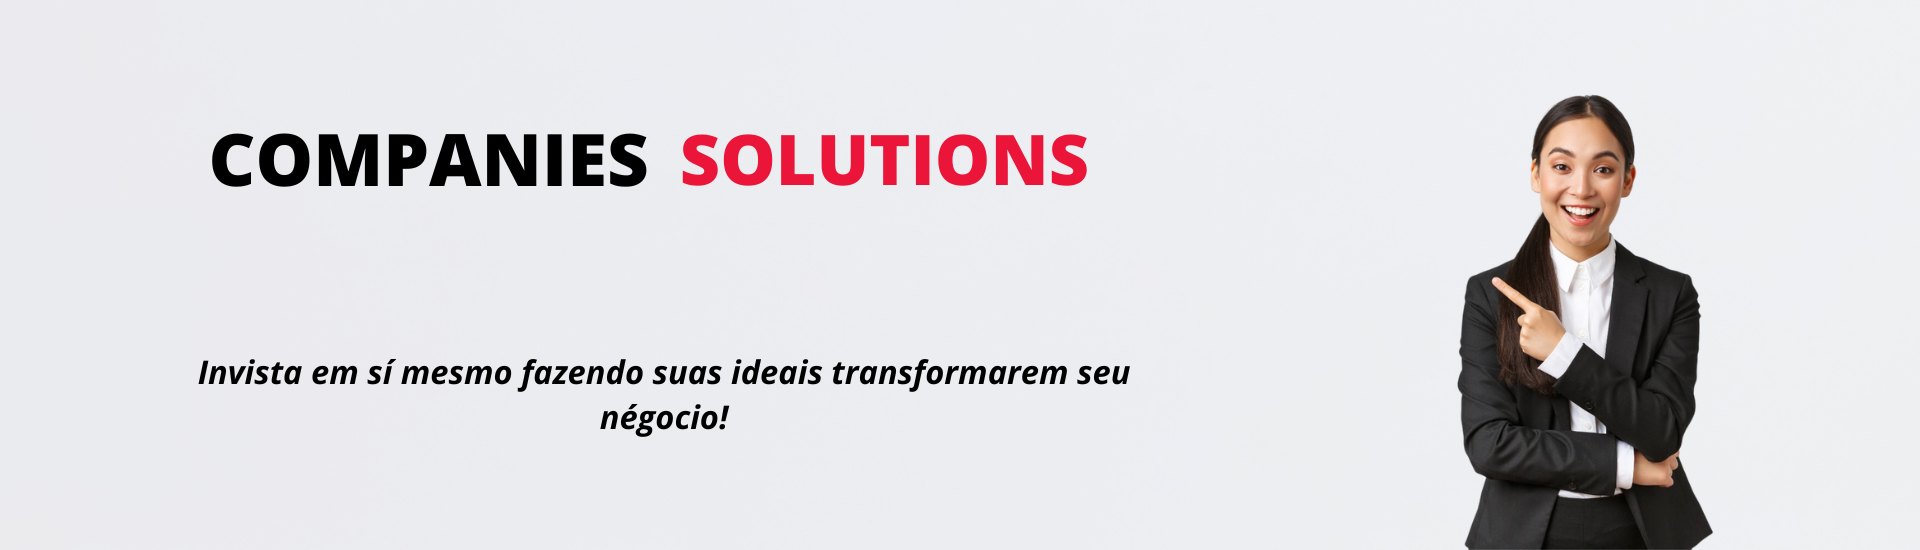 COMPANIES SOLUTIONS
Invista em sí mesmo fazendo suas ideais transformarem seu
négocio!